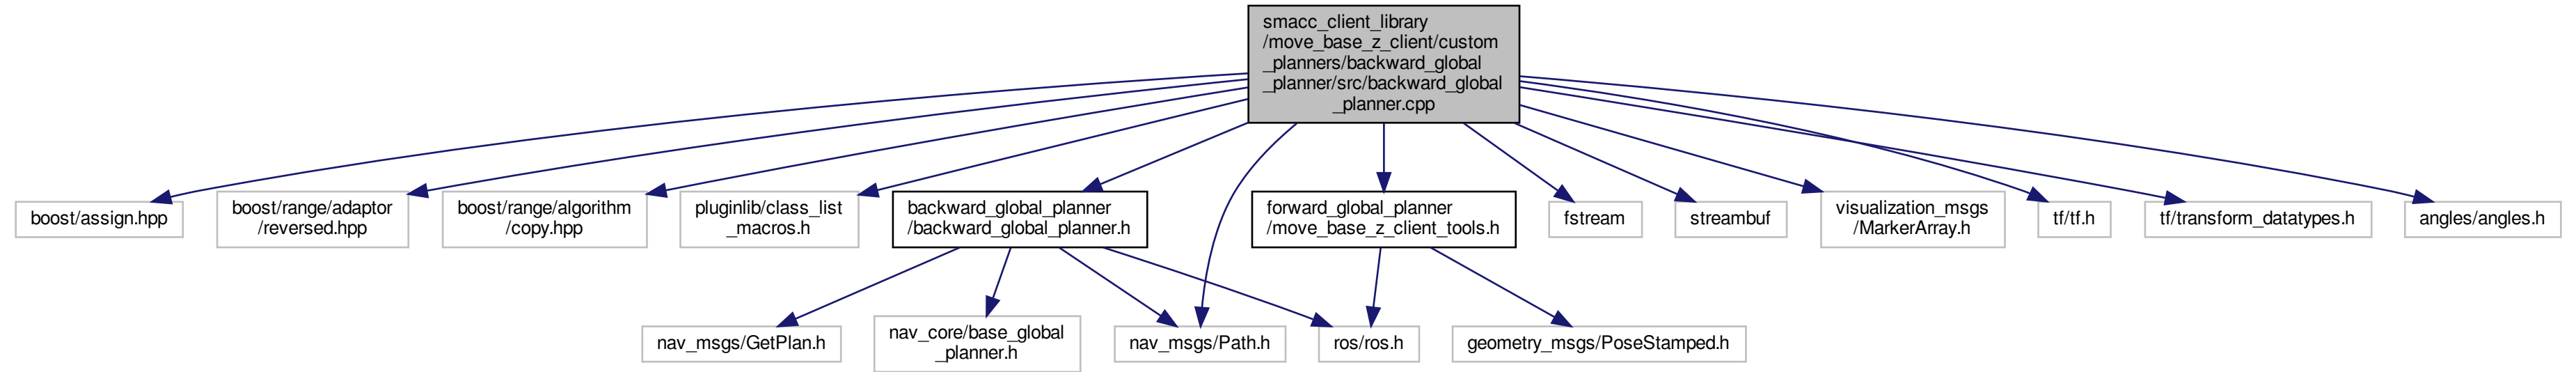 smacc_client_library
/move_base_z_client/custom
_planners/backward_global
_planner/src/backward_global
_planner.cpp
boost/assign.hpp
boost/range/adaptor
/reversed.hpp
boost/range/algorithm
/copy.hpp
pluginlib/class_list
_macros.h
backward_global_planner
/backward_global_planner.h
forward_global_planner
/move_base_z_client_tools.h
fstream
streambuf
visualization_msgs
/MarkerArray.h
tf/tf.h
tf/transform_datatypes.h
angles/angles.h
nav_msgs/GetPlan.h
nav_core/base_global
_planner.h
nav_msgs/Path.h
ros/ros.h
geometry_msgs/PoseStamped.h